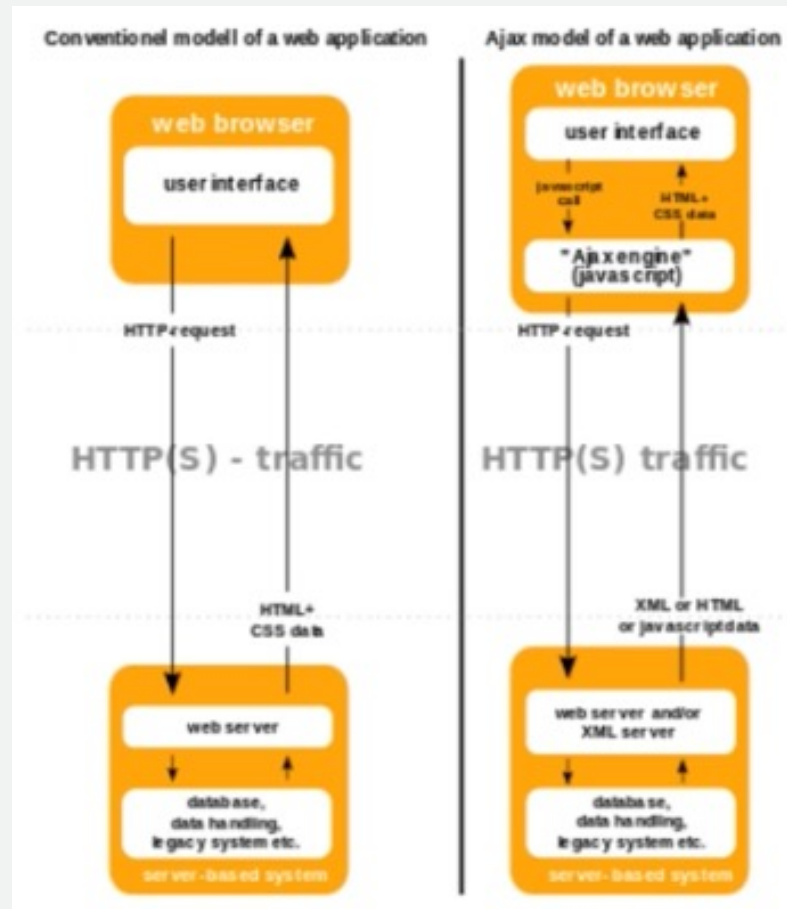 Conventionel modell of a web application
web browser
user interface
HTTP-request
HTTP(S) - traffic
HTML+
CSS data
web server
database,
data handling,
legacy system etc.
server-based system
Ajax model of a web application
web browser
user interface
javascript
call
HTML+
CSS data
"Ajax engine"
(javascript)
HTTP-request
HTTP(S) traffic
XML or HTML
or javascript data
web server and/or
XML server
database,
data handling,
legacy system etc.
server-based system